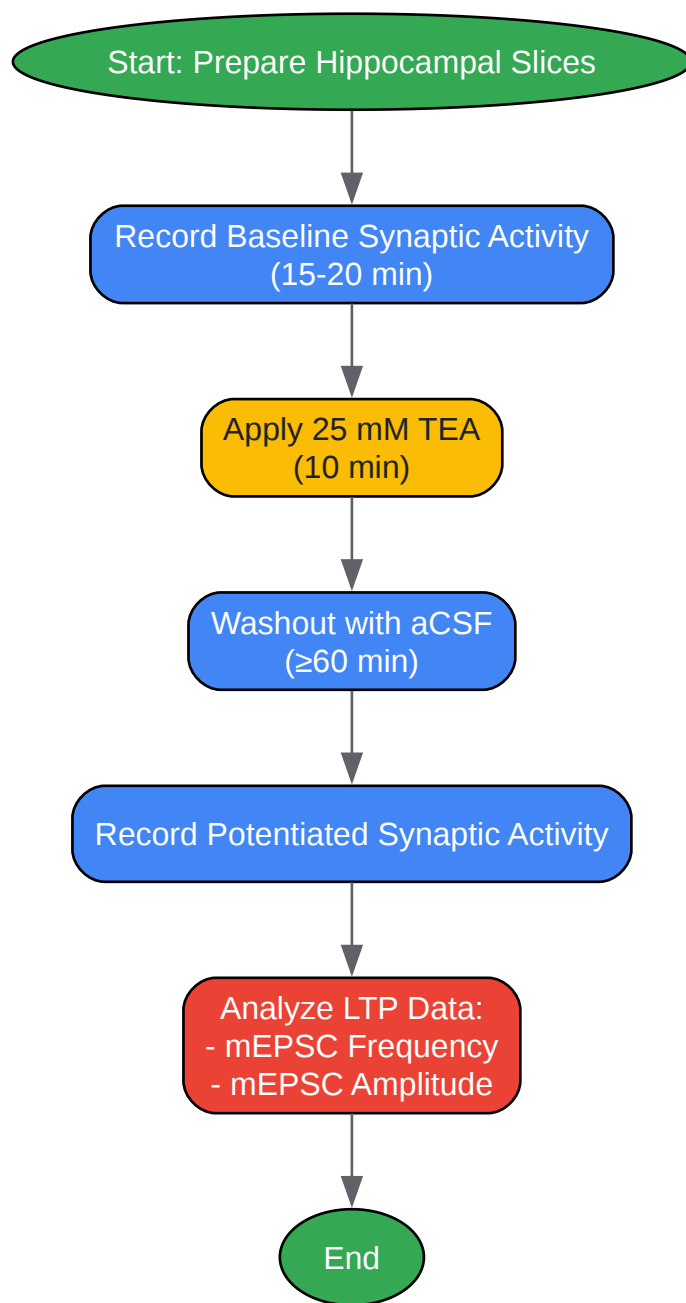 Start: Prepare Hippocampal Slices
Record Baseline Synaptic Activity
(15-20 min)
Apply 25 mM TEA
(10 min)
Washout with aCSF
(≥60 min)
Record Potentiated Synaptic Activity
Analyze LTP Data:
- mEPSC Frequency
- mEPSC Amplitude
End